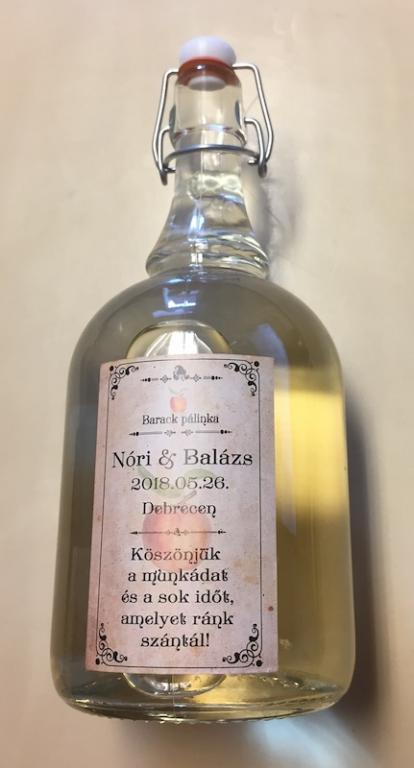 Barack pálinka
Nóri & Balázs
2018.05.26.
Debrecen
Köszönjük
a munkádat
és a sok időt,
amelyet ránk
szántál!